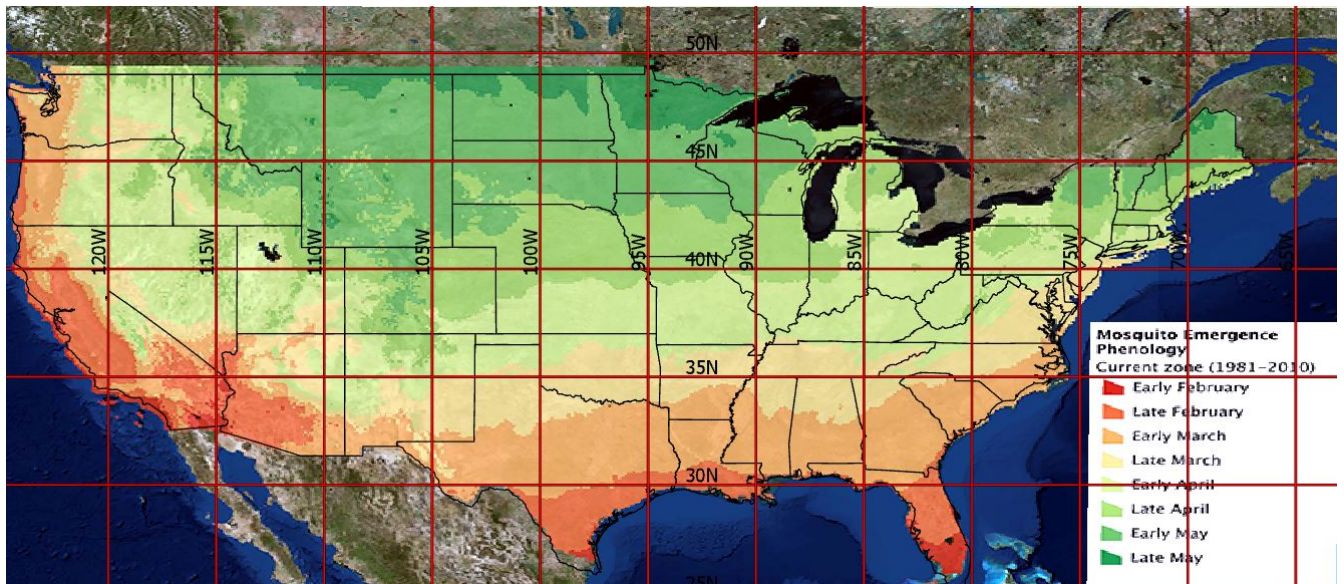 50N
45N
120W
115W
110W
105W
100W
95W
90W
85W
80W
75W
70W
65W
40N
35N
30N
25N
Mosquito Emergence
Phenology
Current zone (1981-2010)
Early February
Late February
Early March
Late March
Early April
Late April
Early May
Late May